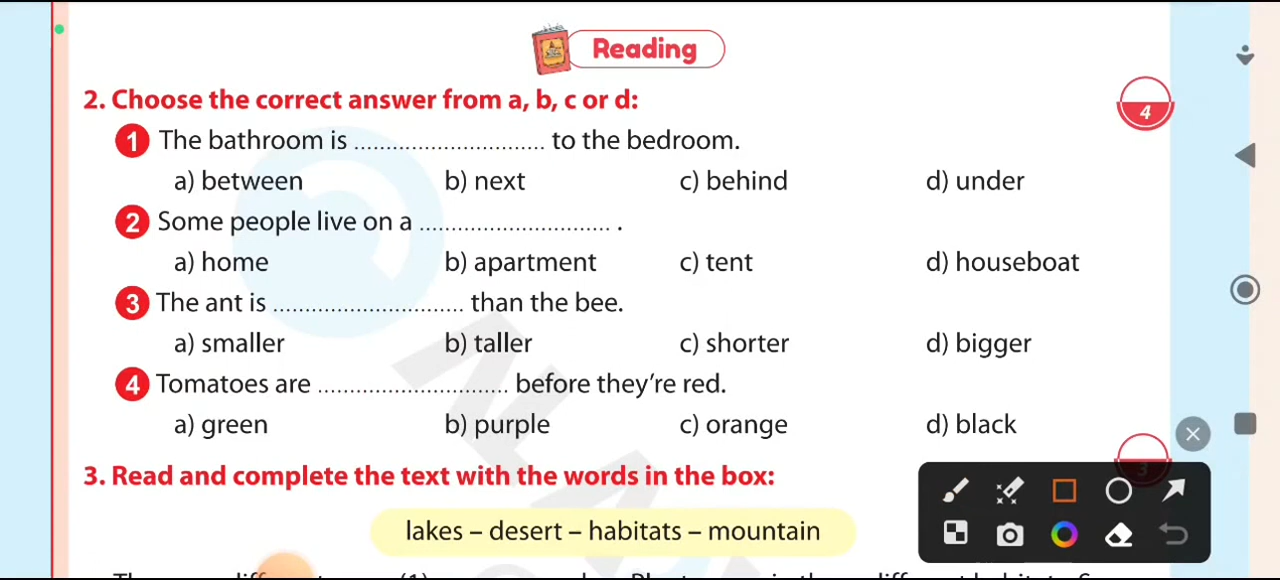 Reading
2. Choose the correct answer from a, b, c or d:
4
1 The bathroom is ............................. to the bedroom.
a) between b) next c) behind d) under
2 Some people live on a ............................. .
a) home b) apartment c) tent d) houseboat
3 The ant is ............................. than the bee.
a) smaller b) taller c) shorter d) bigger
4 Tomatoes are ............................. before they're red.
a) green b) purple c) orange d) black
3. Read and complete the text with the words in the box:
3
lakes – desert – habitats – mountain